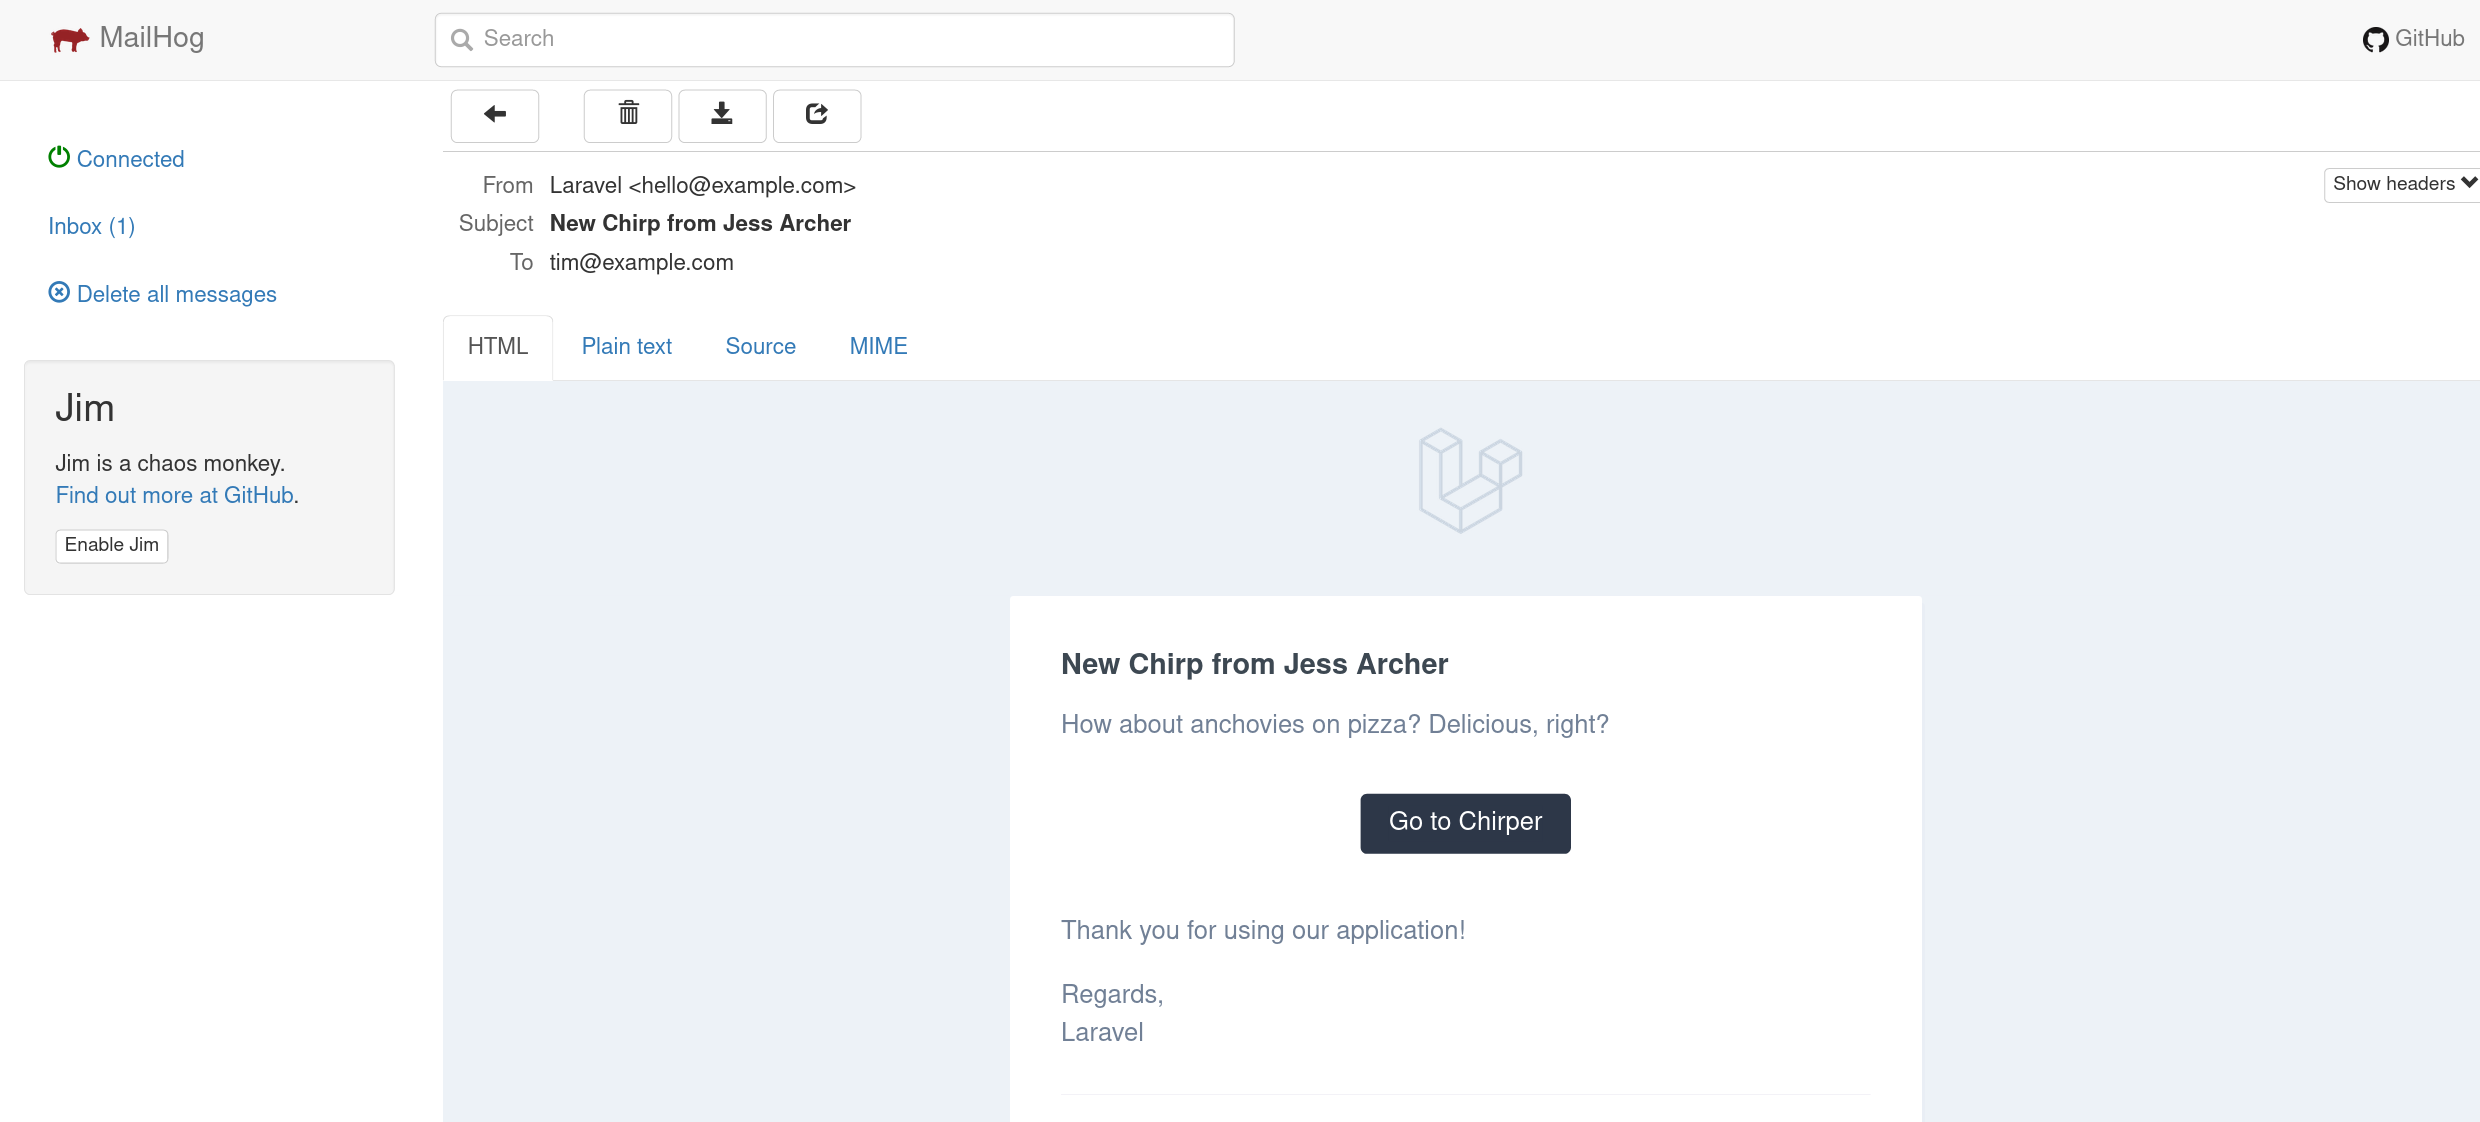 MailHog
Search
GitHub
Connected
Inbox (1)
Delete all messages
Jim
Jim is a chaos monkey.
Find out more at GitHub.
Enable Jim
From Laravel <hello@example.com>
Show headers
Subject New Chirp from Jess Archer
To tim@example.com
HTML Plain text Source MIME
New Chirp from Jess Archer
How about anchovies on pizza? Delicious, right?
Go to Chirper
Thank you for using our application!
Regards,
Laravel